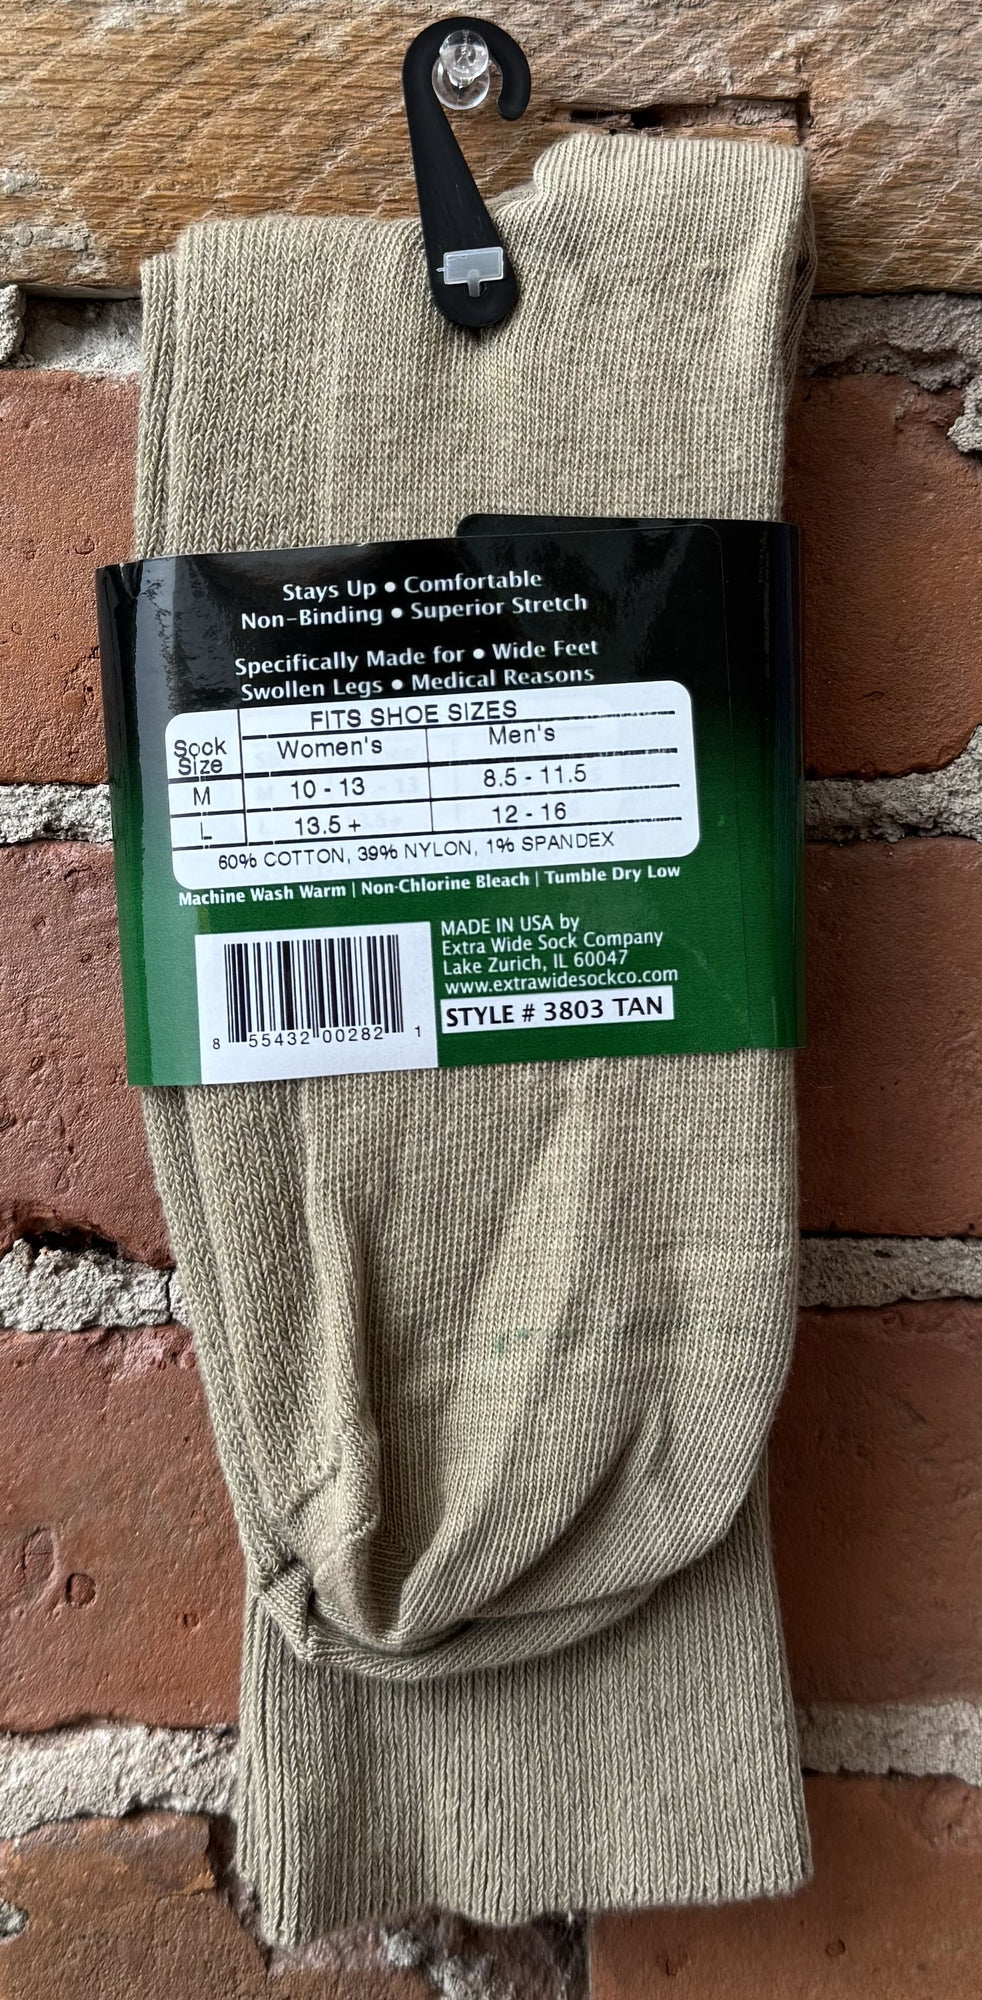 Stays Up • Comfortable
Non-Binding • Superior Stretch
Specifically Made for • Wide Feet
Swollen Legs • Medical Reasons
FITS SHOE SIZES
Sock Size Women's Men's
M 10 - 13 8.5 - 11.5
L 13.5 + 12 - 16
60% COTTON, 39% NYLON, 1% SPANDEX
Machine Wash Warm | Non-Chlorine Bleach | Tumble Dry Low
MADE IN USA by
Extra Wide Sock Company
Lake Zurich, IL 60047
www.extrawidesockco.com
STYLE # 3803 TAN
8 55432 00282 1